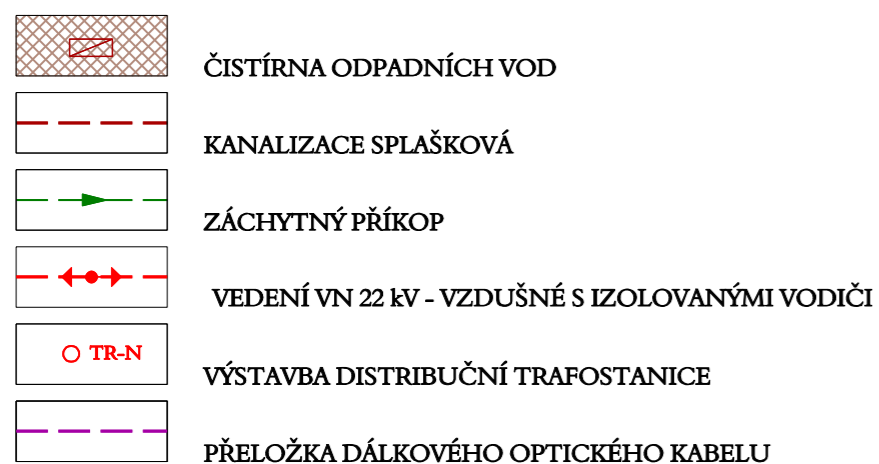 ČISTÍRNA ODPADNÍCH VOD
KANALIZACE SPLAŠKOVÁ
ZÁCHYTNÝ PŘÍKOP
VEDENÍ VN 22 kV - VZDUŠNÉ S IZOLOVANÝMI VODIČI
TR-N
VÝSTAVBA DISTRIBUČNÍ TRAFOSTANICE
PŘELOŽKA DÁLKOVÉHO OPTICKÉHO KABELU